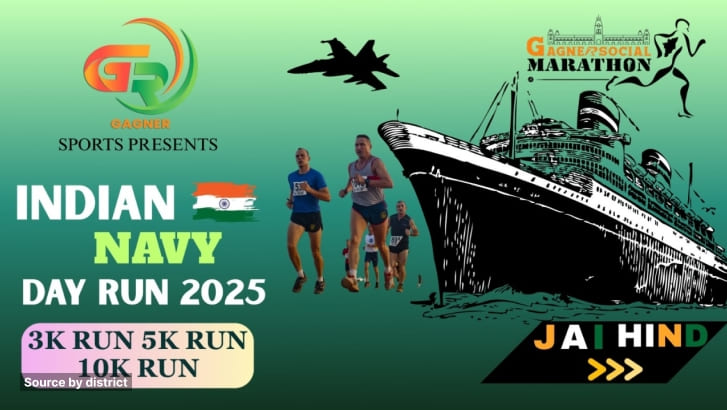 GR
GAGNER
SPORTS PRESENTS
INDIAN
NAVY
DAY RUN 2025
3K RUN 5K RUN
10K RUN
Source by district
GAGNER SOCIAL
MARATHON
JAI HIND
>>>